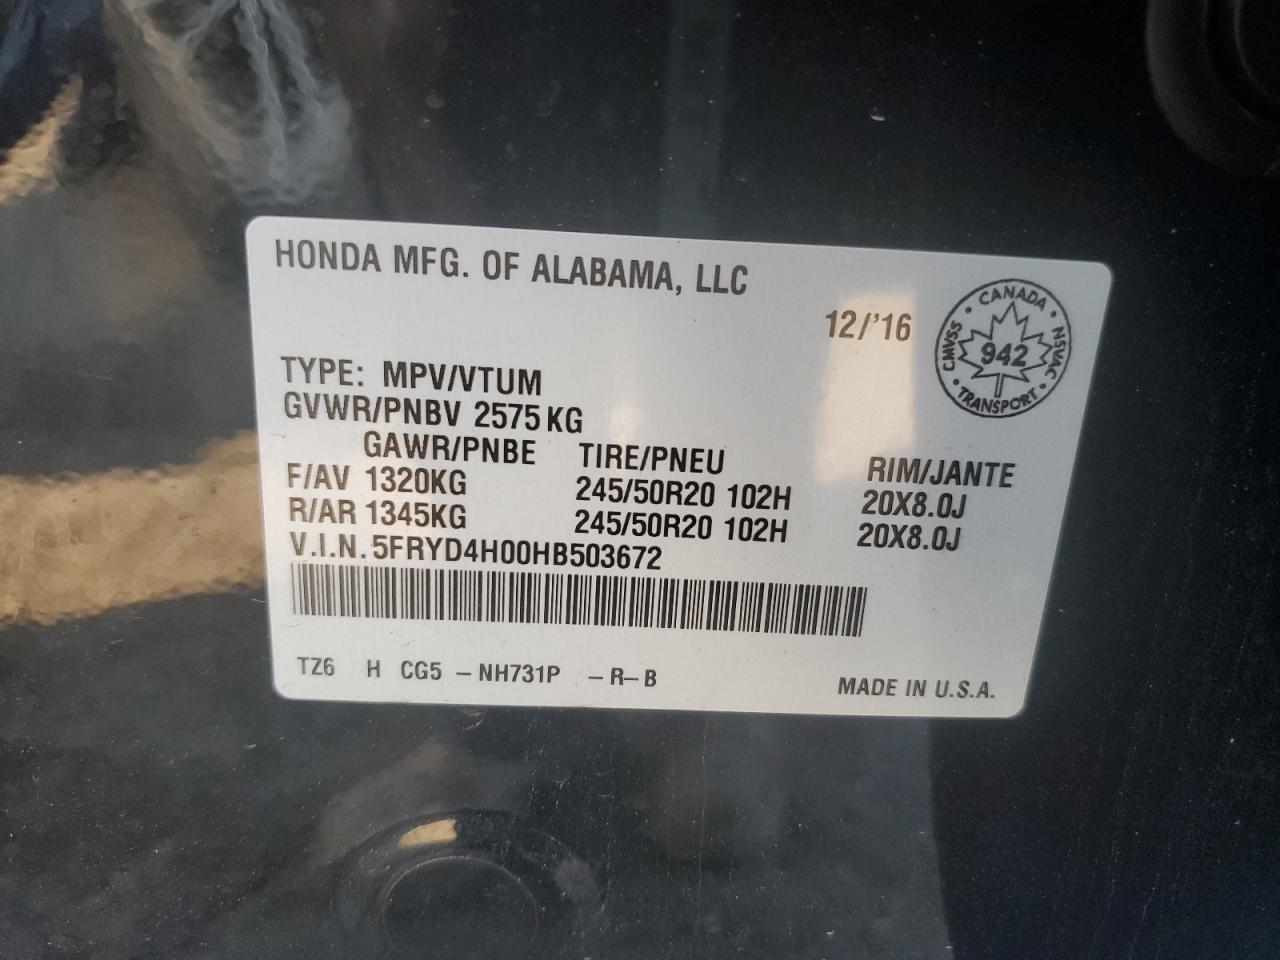 HONDA MFG. OF ALABAMA, LLC
12/'16
CANADA
CMVSS
NSVAC
942
TRANSPORT
TYPE: MPV/VTUM
GVWR/PNBV 2575 KG
GAWR/PNBE TIRE/PNEU RIM/JANTE
F/AV 1320KG 245/50R20 102H 20X8.0J
R/AR 1345KG 245/50R20 102H 20X8.0J
V.I.N. 5FRYD4H00HB503672
TZ6 H CG5 – NH731P – R– B
MADE IN U.S.A.